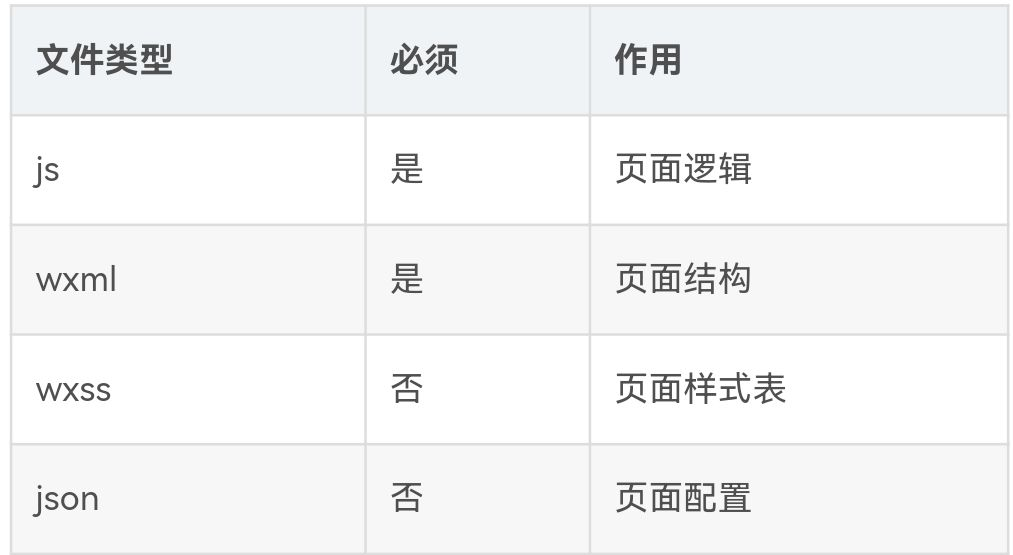 文件类型 必须 作用
js 是 页面逻辑
wxml 是 页面结构
wxss 否 页面样式表
json 否 页面配置